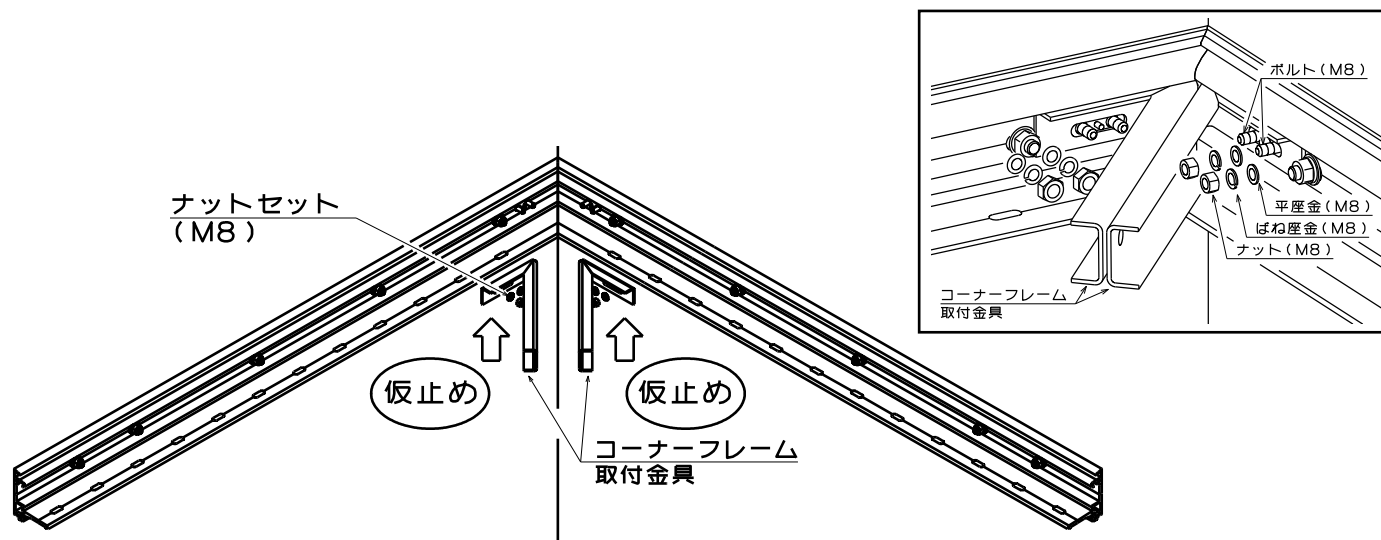 ナットセット
(M8)
仮止め
仮止め
コーナーフレーム
取付金具
ボルト(M8)
平座金(M8)
ばね座金(M8)
ナット(M8)
コーナーフレーム
取付金具